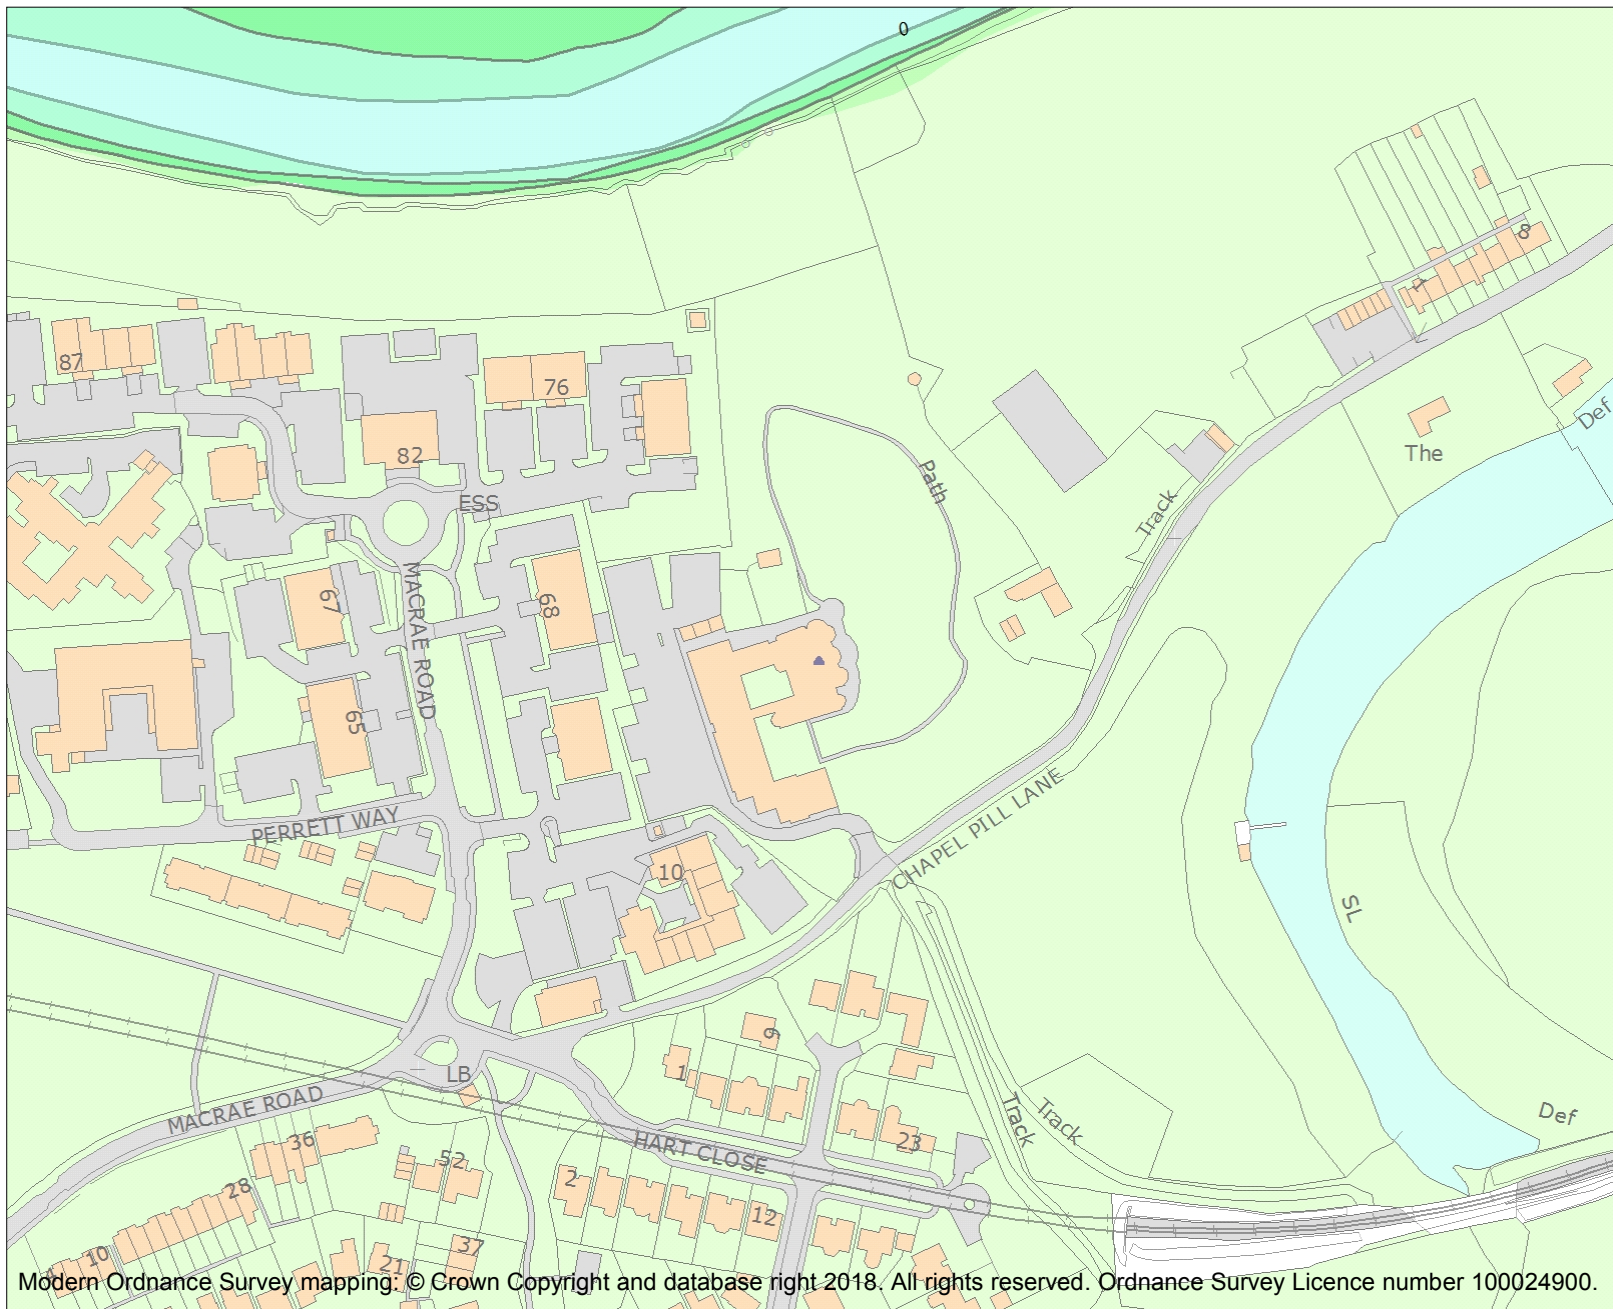 0
8
1
87
76
82
ESS
Path
Def
The
Track
67
68
MACRAE ROAD
65
PERRETT WAY
10
CHAPEL PILL LANE
SL
9
LB
1
MACRAE ROAD
Track
Track
Def
36
23
HART CLOSE
52
2
28
12
10
37
21
Modern Ordnance Survey mapping: © Crown Copyright and database right 2018. All rights reserved. Ordnance Survey Licence number 100024900.